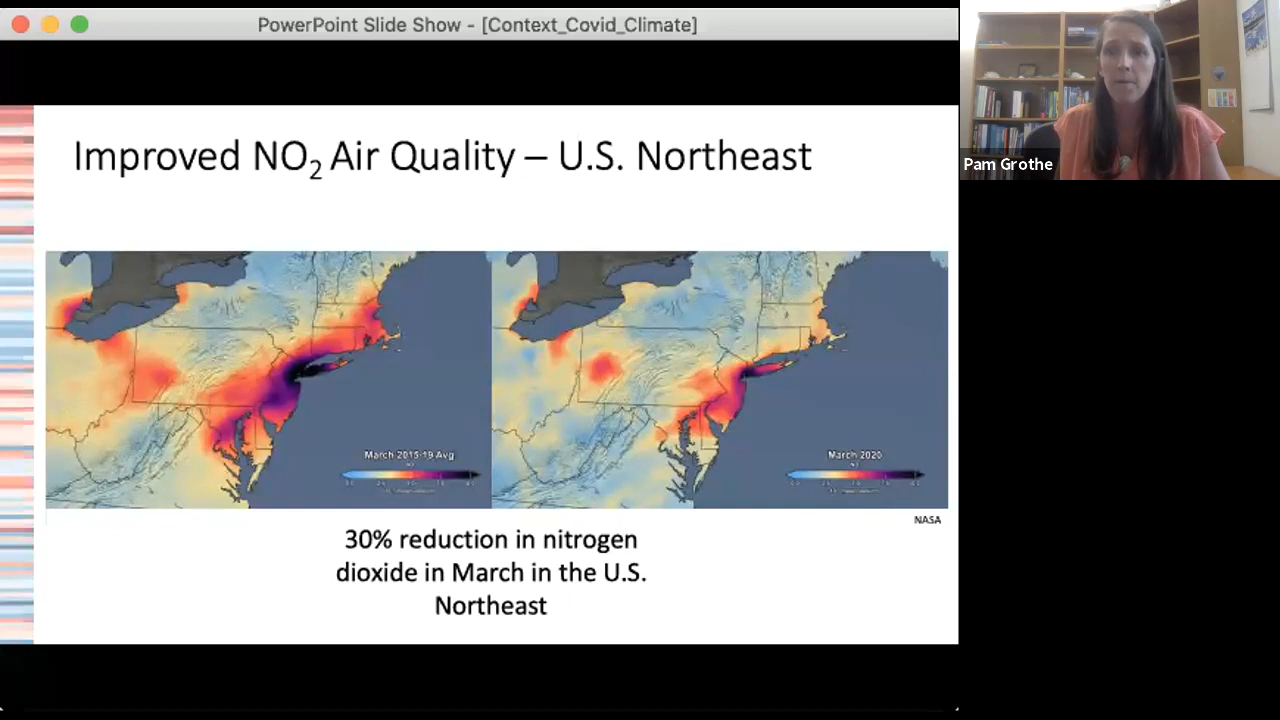 PowerPoint Slide Show - [Context_Covid_Climate]
Pam Grothe
Improved NO2 Air Quality – U.S. Northeast
March 2015-19 Avg
March 2020
NASA
30% reduction in nitrogen
dioxide in March in the U.S.
Northeast